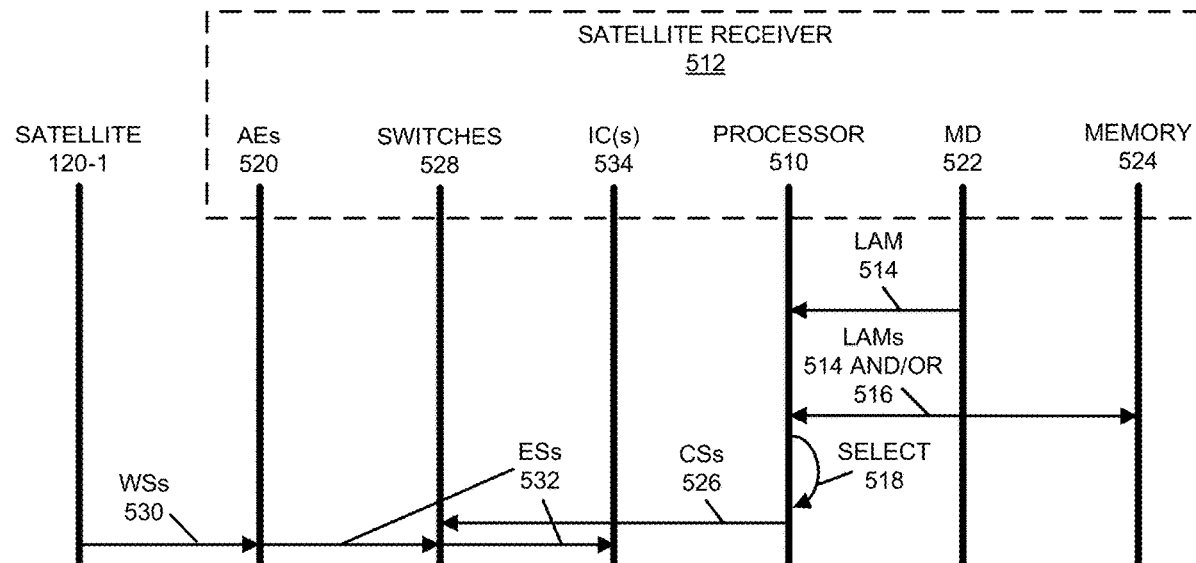 SATELLITE RECEIVER
512
SATELLITE
120-1
AEs
520
SWITCHES
528
IC(s)
534
PROCESSOR
510
MD
522
MEMORY
524
LAM
514
LAMs
514 AND/OR
516
SELECT
518
CSs
526
ESs
532
WSs
530